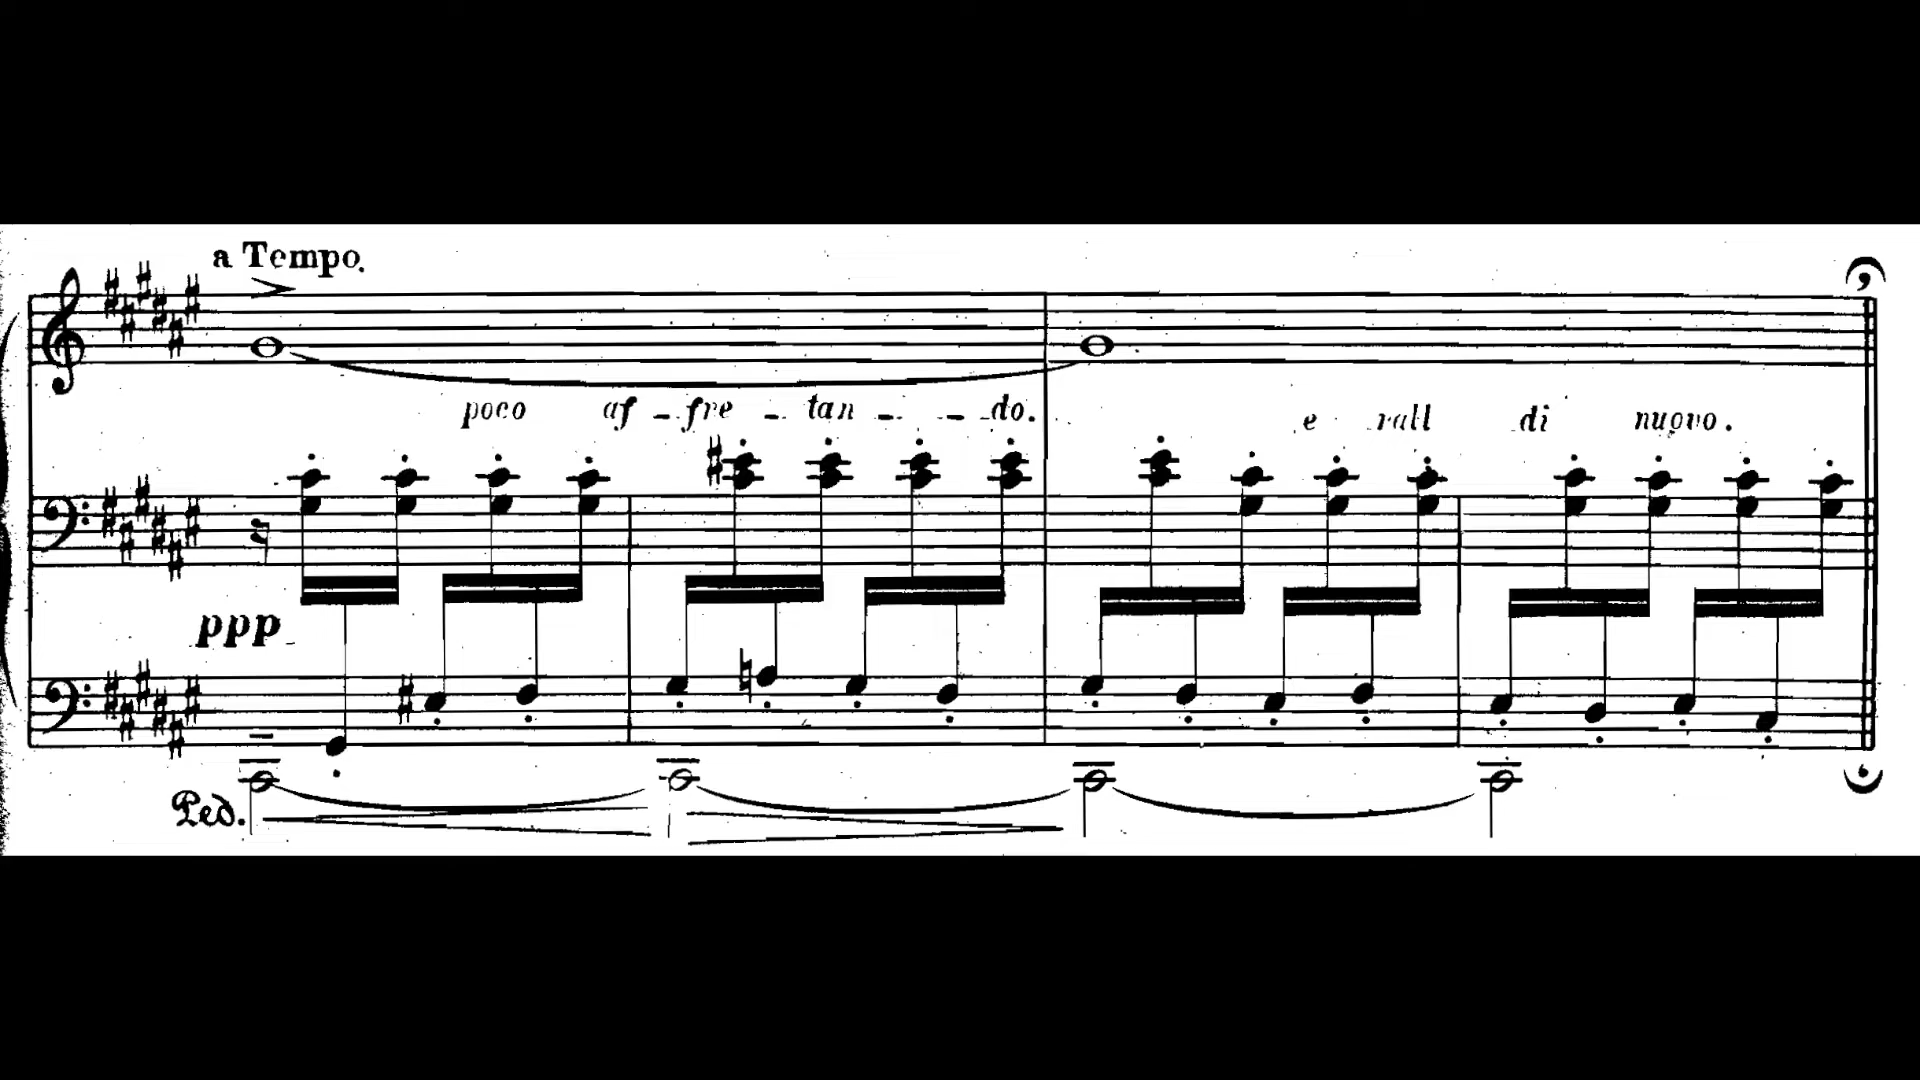 a Tempo.
poco af - fre - tan - - do. e rall di nuovo.
ppp
Ped.